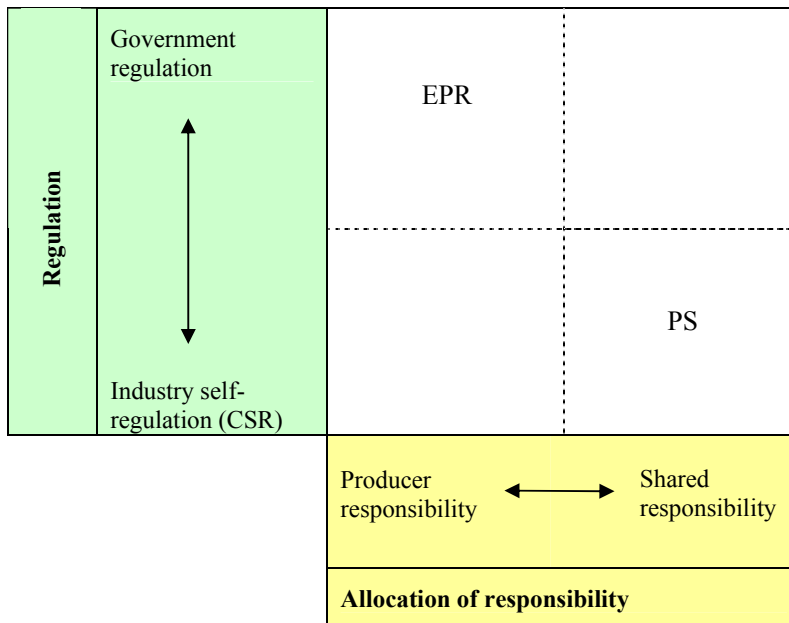 Regulation
Government
regulation
Industry self-
regulation (CSR)
EPR
PS
Producer
responsibility
Shared
responsibility
Allocation of responsibility